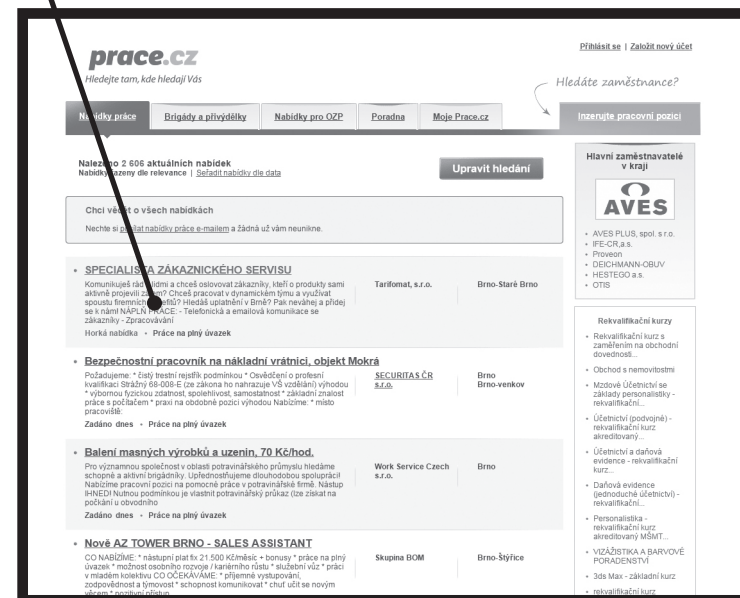 prace.cz
Hledejte tam, kde hledají Vás
Přihlásit se | Založit nový účet
Hledáte zaměstnance?
Nabídky práce
Brigády a přivýdělky
Nabídky pro OZP
Poradna
Moje Prace.cz
Inzerujte pracovní pozici
Nalezeno 2 606 aktuálních nabídek
Nabídky řazeny dle relevance | Seřadit nabídky dle data
Upravit hledání
Chci vědět o všech nabídkách
Nechte si posílat nabídky práce e-mailem a žádná už vám neunikne.
• SPECIALISTA ZÁKAZNICKÉHO SERVISU
Komunikuješ rád s lidmi a chceš oslovovat zákazníky, kteří o produkty sami
aktivně projevili zájem? Chceš pracovat v dynamickém týmu a využívat
spoustu firemních benefitů? Hledáš uplatnění v Brně? Pak neváhej a přidej
se k nám! NÁPLŇ PRÁCE: - Telefonická a emailová komunikace se
zákazníky - Zpracovávání
Horká nabídka • Práce na plný úvazek
Tarifomat, s.r.o.
Brno-Staré Brno
• Bezpečnostní pracovník na nákladní vrátnici, objekt Mokrá
Požadujeme: * čistý trestní rejstřík podmínkou * Osvědčení o profesní
kvalifikaci Strážný 68-008-E (ze zákona ho nahrazuje VŠ vzdělání) výhodou
* výbornou fyzickou zdatnost, spolehlivost, samostatnost * základní znalost
práce s počítačem * praxi na obdobné pozici výhodou Nabízíme: * místo
pracoviště:
Zadáno dnes • Práce na plný úvazek
SECURITAS ČR
s.r.o.
Brno
Brno-venkov
• Balení masných výrobků a uzenin, 70 Kč/hod.
Pro významnou společnost v oblasti potravinářského průmyslu hledáme
schopné a aktivní brigádníky. Upřednostňujeme dlouhodobou spolupráci!
Nabízíme pracovní pozici na pomocné práce v potravinářské firmě. Nástup
IHNED! Nutnou podmínkou je vlastnit potravinářský průkaz (lze získat na
počkání u obvodního
Zadáno dnes • Práce na plný úvazek
Work Service Czech
s.r.o.
Brno
• Nově AZ TOWER BRNO - SALES ASSISTANT
CO NABÍZÍME: * nástupní plat fix 21.500 Kč/měsíc + bonusy * práce na plný
úvazek * možnost osobního rozvoje / kariérního růstu * služební vůz * práci
v mladém kolektivu CO OČEKÁVÁME: * příjemné vystupování,
zodpovědnost a týmovost * schopnost komunikovat * chuť učit se novým
věcem * pozitivní přístup
Skupina BOM
Brno-Štýřice
Hlavní zaměstnavatelé
v kraji
AVES
• AVES PLUS, spol. s r.o.
• IFE-CR,a.s.
• Proveon
• DEICHMANN-OBUV
• HESTEGO a.s.
• OTIS
Rekvalifikační kurzy
• Rekvalifikační kurz s
zaměřením na obchodní
dovednosti...
• Obchod s nemovitostmi
• Mzdové Účetnictví se
základy personalistiky -
rekvalifikační...
• Účetnictví (podvojné) -
rekvalifikační kurz
akreditovaný...
• Účetnictví a daňová
evidence - rekvalifikační
kurz...
• Daňová evidence
(jednoduché účetnictví) -
rekvalifikační...
• Personalistika -
rekvalifikační kurz
akreditovaný MŠMT...
• VIZÁŽISTIKA A BARVOVÉ
PORADENSTVÍ
• 3ds Max - základní kurz
• rekvalifikační kurz